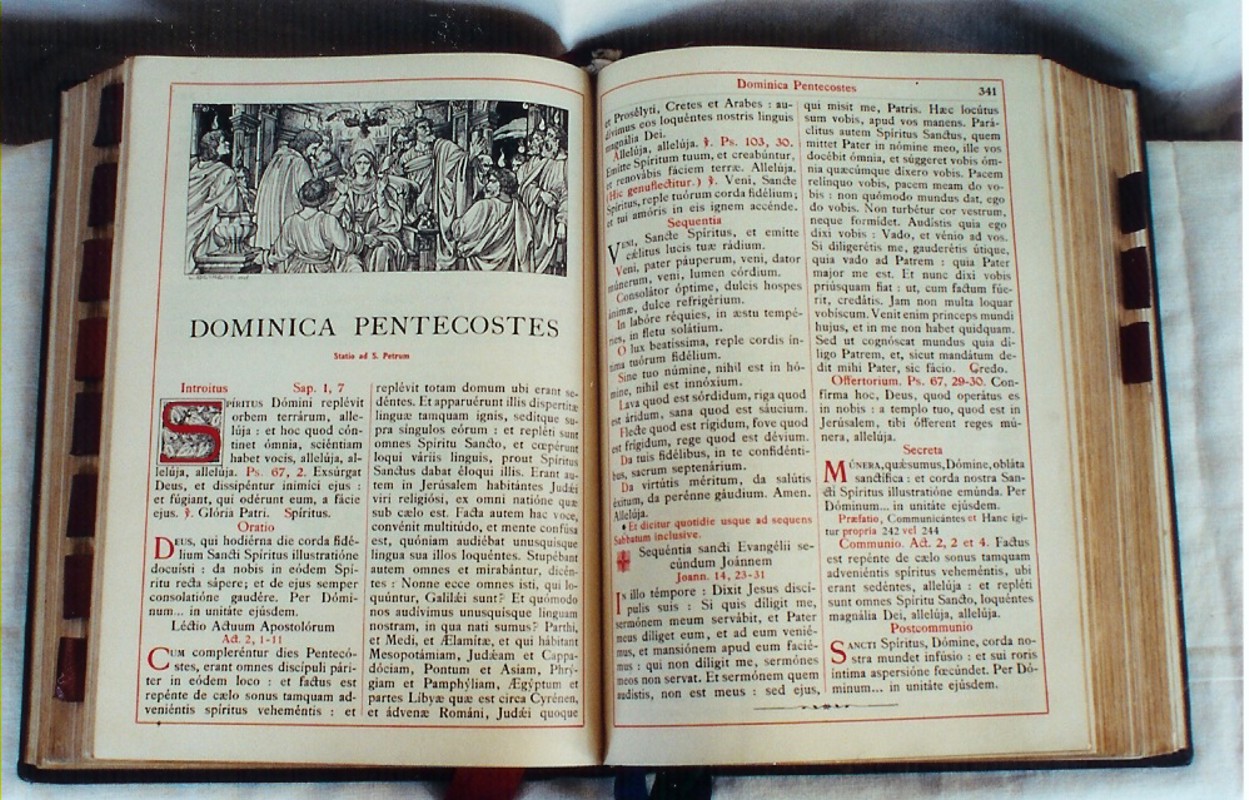 DOMINICA PENTECOSTES
Statio ad S. Petrum
Introitus Sap. 1, 7
SPÍRITUS Dómini replévit
orbem terrárum, alle-
lúja : et hoc quod cón-
tinet ómnia, sciéntiam
habet vocis, allelúja, al-
lelúja, allelúja. Ps. 67, 2. Exsúrgat
Deus, et dissipéntur inimíci ejus :
et fúgiant, qui odérunt eum, a fácie
ejus. ℣. Glória Patri. Spíritus.
Oratio
DEUS, qui hodiérna die corda fidé-
lium Sancti Spíritus illustratióne
docuísti : da nobis in eódem Spí-
ritu recta sápere; et de ejus semper
consolatióne gaudére. Per Dómi-
num... in unitáte ejúsdem.
Léctio Actuum Apostolórum
Act. 2, 1-11
CUM compleréntur dies Pentecó-
stes, erant omnes discípuli pári-
ter in eódem loco : et factus est
repénte de cælo sonus tamquam ad-
veniéntis spíritus veheméntis : et
replévit totam domum ubi erant se-
déntes. Et apparuérunt illis dispertítæ
linguæ tamquam ignis, sedítque su-
pra síngulos eórum : et repléti sunt
omnes Spíritu Sancto, et cœpérunt
loqui váriis linguis, prout Spíritus
Sanctus dabat éloqui illis. Erant au-
tem in Jerúsalem habitántes Judǽi
viri religiósi, ex omni natióne quæ
sub cælo est. Facta autem hac voce,
convénit multitúdo, et mente confúsa
est, quóniam audiébat unusquísque
lingua sua illos loquéntes. Stupébant
autem omnes et mirabántur, dicén-
tes : Nonne ecce omnes isti, qui lo-
quúntur, Galilǽi sunt? Et quómodo
nos audívimus unusquísque linguam
nostram, in qua nati sumus? Parthi,
et Medi, et Ælamítæ, et qui hábitant
Mesopotámiam, Judǽam et Cappa-
dóciam, Pontum et Asiam, Phrý-
giam et Pamphýliam, Ægýptum et
partes Líbyæ quæ est circa Cyrénen,
et ádvenæ Románi, Judǽi quoque
Dominica Pentecostes 341
et Prosélyti, Cretes et Arabes : au-
dívimus eos loquéntes nostris linguis
magnália Dei.
Allelúja, allelúja. ℣. Ps. 103, 30.
Emítte Spíritum tuum, et creabúntur,
et renovábis fáciem terræ. Allelúja.
(Hic genuflectitur.) ℣. Veni, Sancte
Spíritus, reple tuórum corda fidélium;
et tui amóris in eis ignem accénde.
Sequentia
VENI, Sancte Spíritus, et emítte
cǽlitus lucis tuæ rádium.
Veni, pater páuperum, veni, dator
múnerum, veni, lumen córdium.
Consolátor óptime, dulcis hospes
ánimæ, dulce refrigérium.
In labóre réquies, in æstu tempé-
ries, in fletu solátium.
O lux beatíssima, reple cordis ín-
tima tuórum fidélium.
Sine tuo númine, nihil est in hó-
mine, nihil est innóxium.
Lava quod est sórdidum, riga quod
est áridum, sana quod est sáucium.
Flecte quod est rígidum, fove quod
est frígidum, rege quod est dévium.
Da tuis fidélibus, in te confidénti-
bus, sacrum septenárium.
Da virtútis méritum, da salútis
éxitum, da perénne gáudium. Amen.
Allelúja.
Et dicitur quotidie usque ad sequens
Sabbatum inclusive.
Sequéntia sancti Evangélii se-
cúndum Joánnem
Joann. 14, 23-31
IN illo témpore : Dixit Jesus discí-
pulis suis : Si quis díligit me,
sermónem meum servábit, et Pater
meus díliget eum, et ad eum venié-
mus, et mansiónem apud eum facié-
mus : qui non díligit me, sermónes
meos non servat. Et sermónem quem
audístis, non est meus : sed ejus,
qui misit me, Patris. Hæc locútus
sum vobis, apud vos manens. Pará-
clitus autem Spíritus Sanctus, quem
mittet Pater in nómine meo, ille vos
docébit ómnia, et súggeret vobis óm-
nia quæcúmque díxero vobis. Pacem
relínquo vobis, pacem meam do vo-
bis : non quómodo mundus dat, ego
do vobis. Non turbétur cor vestrum,
neque formídet. Audístis quia ego
dixi vobis : Vado, et vénio ad vos.
Si diligerétis me, gauderétis útique,
quia vado ad Patrem : quia Pater
major me est. Et nunc dixi vobis
priúsquam fiat : ut, cum factum fúe-
rit, credátis. Jam non multa loquar
vobíscum. Venit enim princeps mundi
hujus, et in me non habet quidquam.
Sed ut cognóscat mundus quia dí-
ligo Patrem, et, sicut mandátum de-
dit mihi Pater, sic fácio. Credo.
Offertorium. Ps. 67, 29-30. Con-
fírma hoc, Deus, quod operátus es
in nobis : a templo tuo, quod est in
Jerúsalem, tibi ófferent reges mú-
nera, allelúja.
Secreta
MÚNERA, quǽsumus, Dómine, obláta
sanctífica : et corda nostra San-
cti Spíritus illustratióne emúnda. Per
Dóminum... in unitáte ejúsdem.
Præfatio, Communicántes et Hanc igi-
tur propria 242 vel 244
Communio. Act. 2, 2 et 4. Factus
est repénte de cælo sonus tamquam
adveniéntis spíritus veheméntis, ubi
erant sedéntes, allelúja : et repléti
sunt omnes Spíritu Sancto, loquéntes
magnália Dei, allelúja, allelúja.
Postcommunio
SANCTI Spíritus, Dómine, corda no-
stra mundet infúsio : et sui roris
íntima aspersióne fœcúndet. Per Dó-
minum... in unitáte ejúsdem.